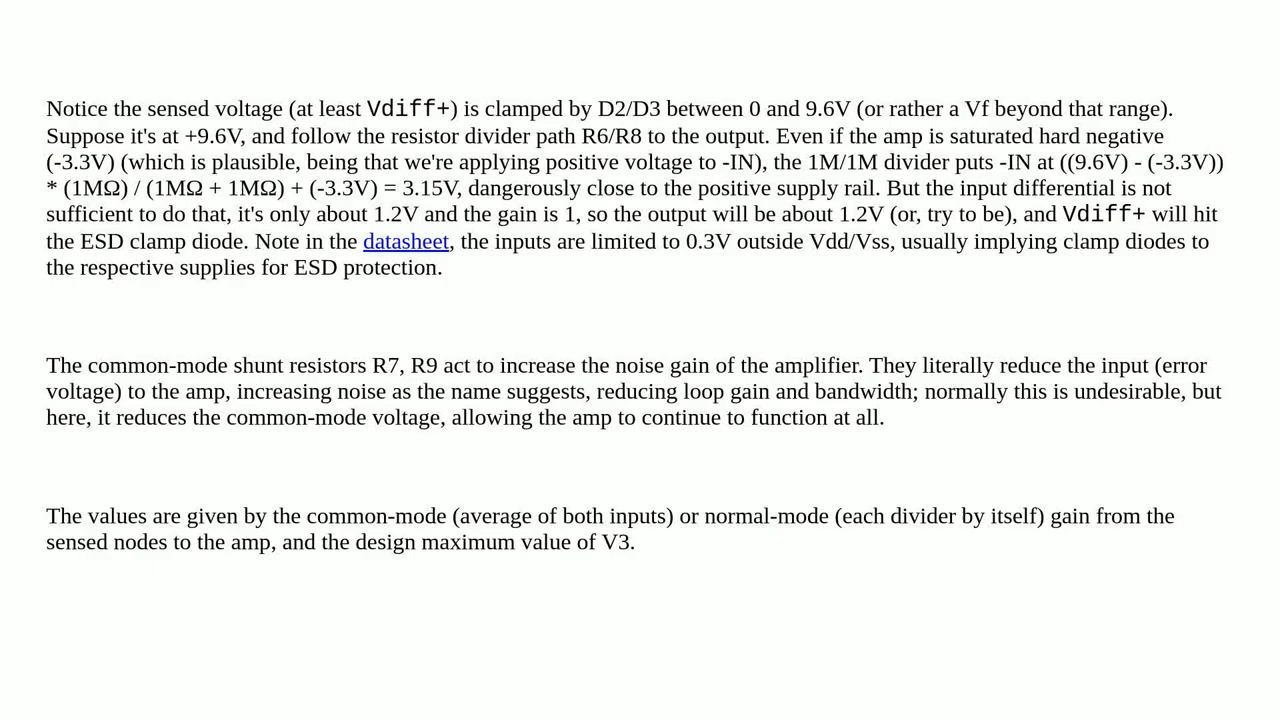 Notice the sensed voltage (at least Vdiff+) is clamped by D2/D3 between 0 and 9.6V (or rather a Vf beyond that range).
Suppose it's at +9.6V, and follow the resistor divider path R6/R8 to the output. Even if the amp is saturated hard negative
(-3.3V) (which is plausible, being that we're applying positive voltage to -IN), the 1M/1M divider puts -IN at ((9.6V) - (-3.3V))
* (1MΩ) / (1MΩ + 1MΩ) + (-3.3V) = 3.15V, dangerously close to the positive supply rail. But the input differential is not
sufficient to do that, it's only about 1.2V and the gain is 1, so the output will be about 1.2V (or, try to be), and Vdiff+ will hit
the ESD clamp diode. Note in the datasheet, the inputs are limited to 0.3V outside Vdd/Vss, usually implying clamp diodes to
the respective supplies for ESD protection.
The common-mode shunt resistors R7, R9 act to increase the noise gain of the amplifier. They literally reduce the input (error
voltage) to the amp, increasing noise as the name suggests, reducing loop gain and bandwidth; normally this is undesirable, but
here, it reduces the common-mode voltage, allowing the amp to continue to function at all.
The values are given by the common-mode (average of both inputs) or normal-mode (each divider by itself) gain from the
sensed nodes to the amp, and the design maximum value of V3.